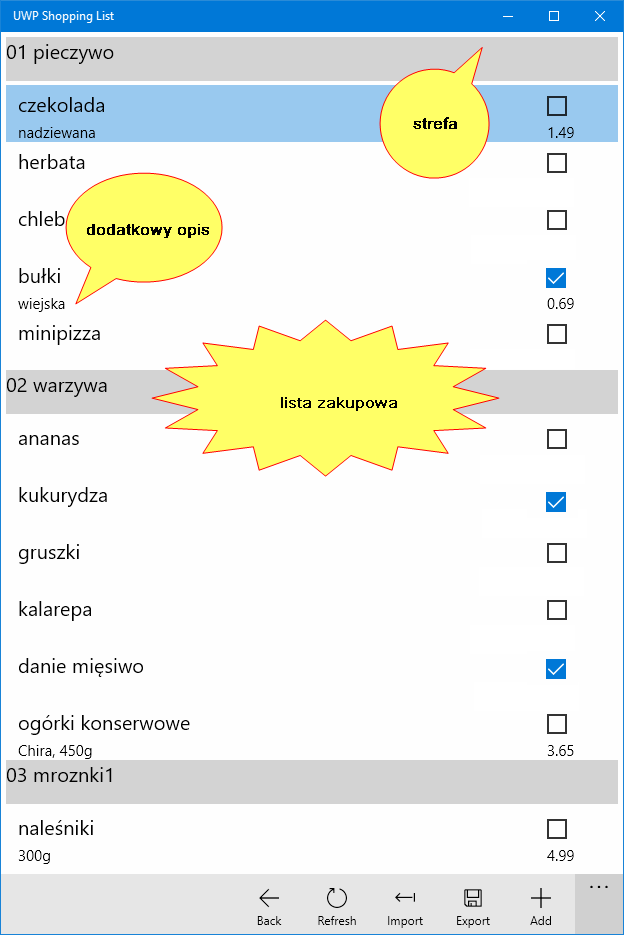 UWP Shopping List
01 pieczywo
czekolada
nadziewana
1.49
strefa
herbata
chleb
dodatkowy opis
bułki
wiejska
0.69
minipizza
02 warzywa
lista zakupowa
ananas
kukurydza
gruszki
kalarepa
danie mięsiwo
ogórki konserwowe
Chira, 450g
3.65
03 mroznki1
naleśniki
300g
4.99
Back
Refresh
Import
Export
Add